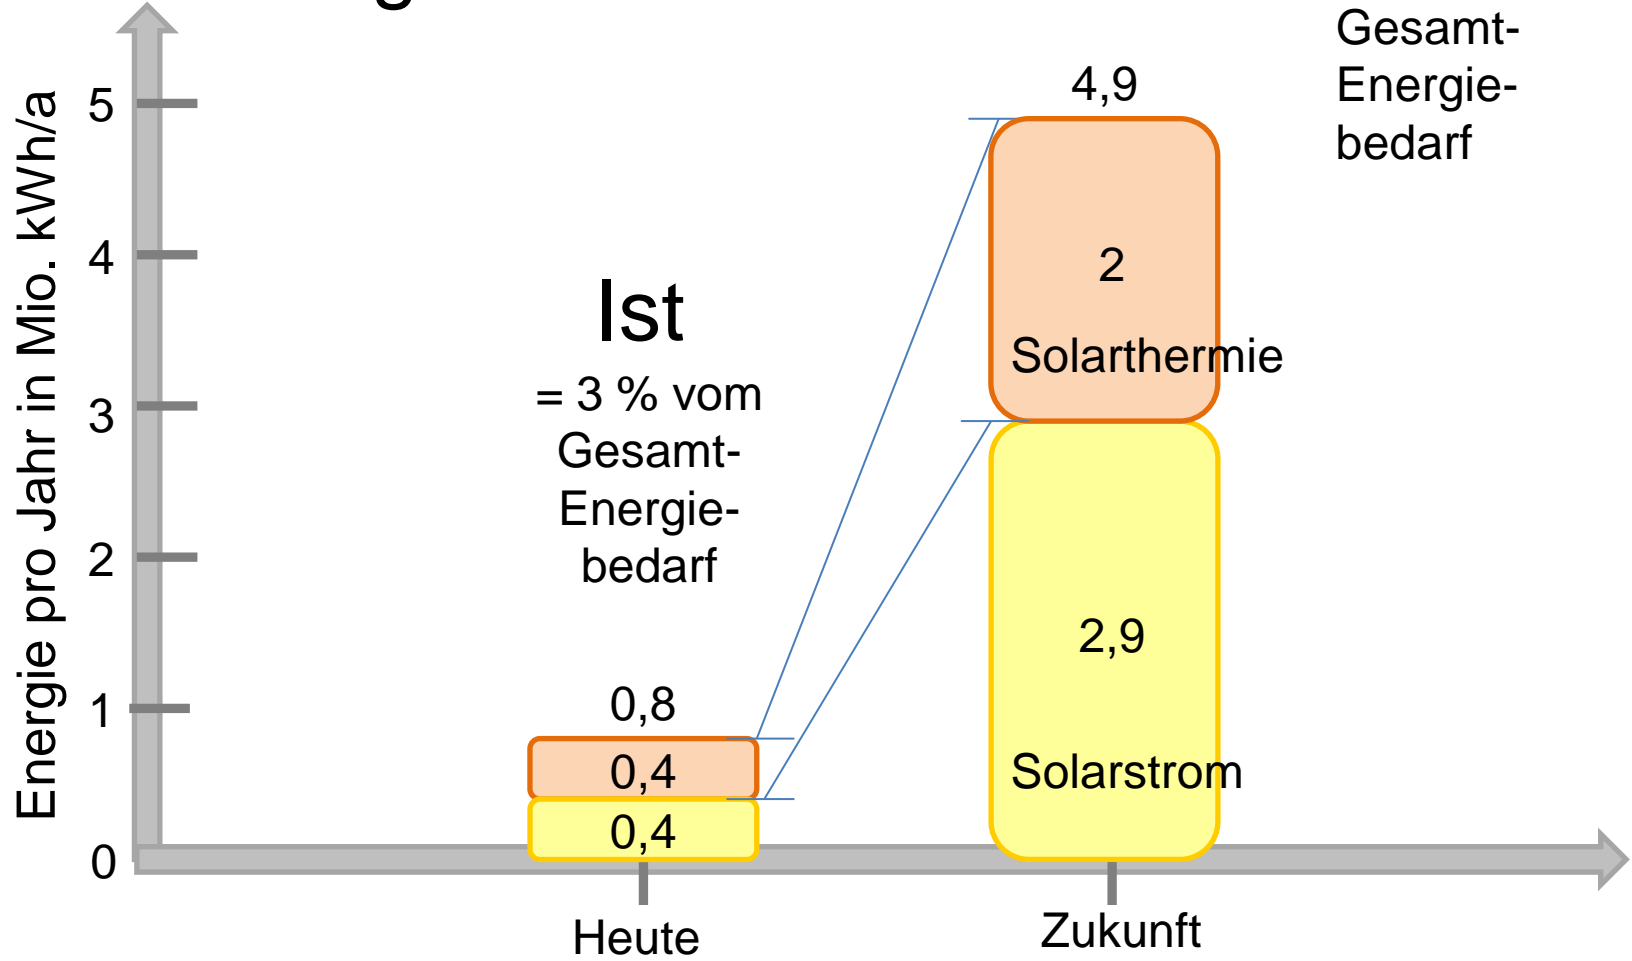 Gesamt-
Energie-
bedarf
Energie pro Jahr in Mio. kWh/a
5
4
3
2
1
0
Ist
= 3 % vom
Gesamt-
Energie-
bedarf
0,8
0,4
0,4
4,9
2
Solarthermie
2,9
Solarstrom
Heute
Zukunft